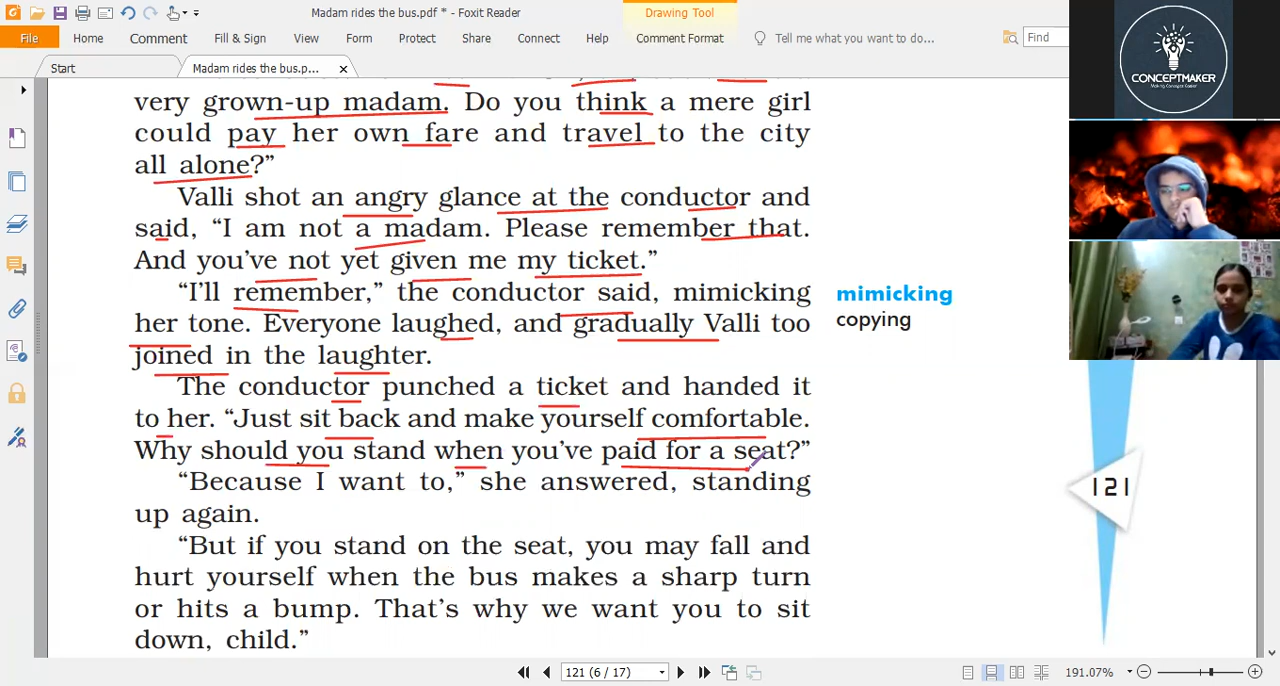 Madam rides the bus.pdf * - Foxit Reader
Drawing Tool
File
Home
Comment
Fill & Sign
View
Form
Protect
Share
Connect
Help
Comment Format
Tell me what you want to do...
Find
Start
Madam rides the bus.p...
CONCEPTMAKER
very grown-up madam. Do you think a mere girl
could pay her own fare and travel to the city
all alone?”
Valli shot an angry glance at the conductor and
said, “I am not a madam. Please remember that.
And you’ve not yet given me my ticket.”
“I’ll remember,” the conductor said, mimicking
her tone. Everyone laughed, and gradually Valli too
joined in the laughter.
mimicking
copying
The conductor punched a ticket and handed it
to her. “Just sit back and make yourself comfortable.
Why should you stand when you’ve paid for a seat?”
“Because I want to,” she answered, standing
up again.
“But if you stand on the seat, you may fall and
hurt yourself when the bus makes a sharp turn
or hits a bump. That’s why we want you to sit
down, child.”
121
121 (6 / 17)
191.07%